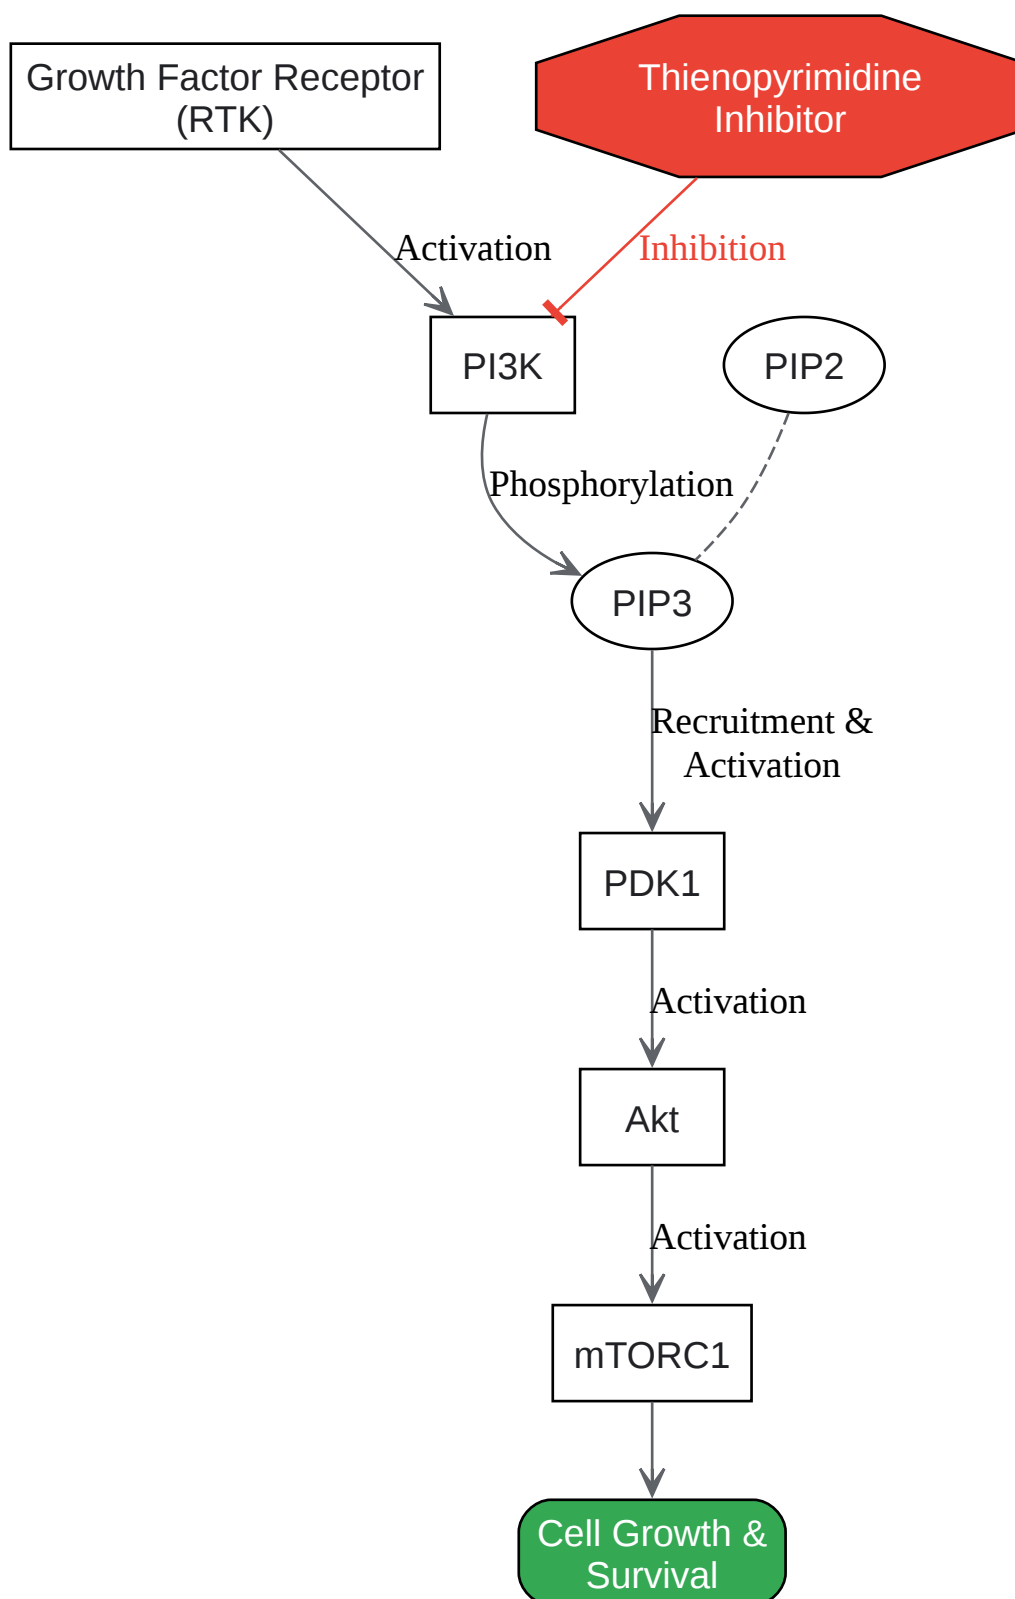 Growth Factor Receptor
(RTK)
Thienopyrimidine
Inhibitor
Activation
Inhibition
PI3K
PIP2
Phosphorylation
PIP3
Recruitment &
Activation
PDK1
Activation
Akt
Activation
mTORC1
Cell Growth &
Survival